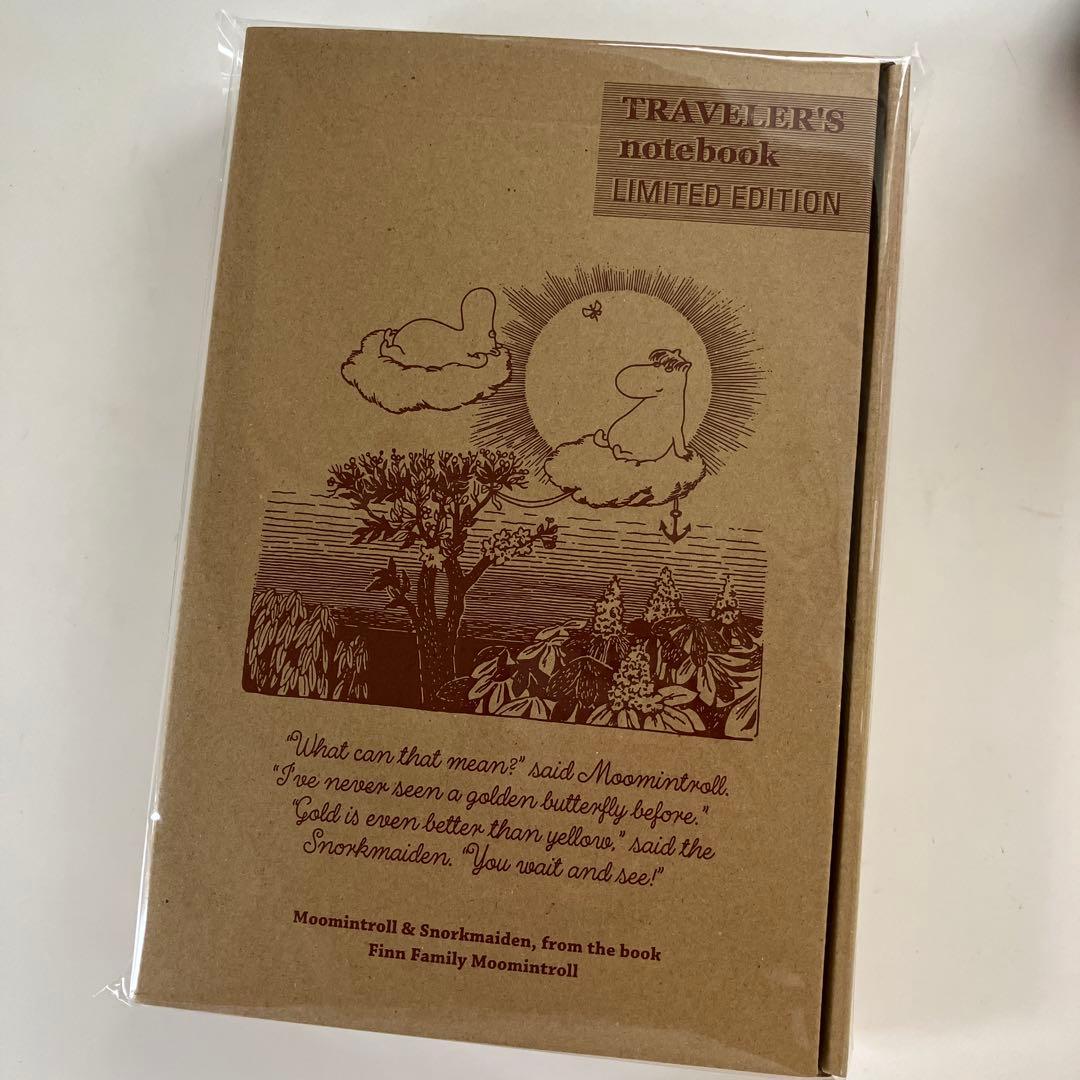 TRAVELER'S
notebook
LIMITED EDITION
"What can that mean?" said Moomintroll.
"I've never seen a golden butterfly before."
"Gold is even better than yellow," said the
Snorkmaiden. "You wait and see!"
Moomintroll & Snorkmaiden, from the book
Finn Family Moomintroll